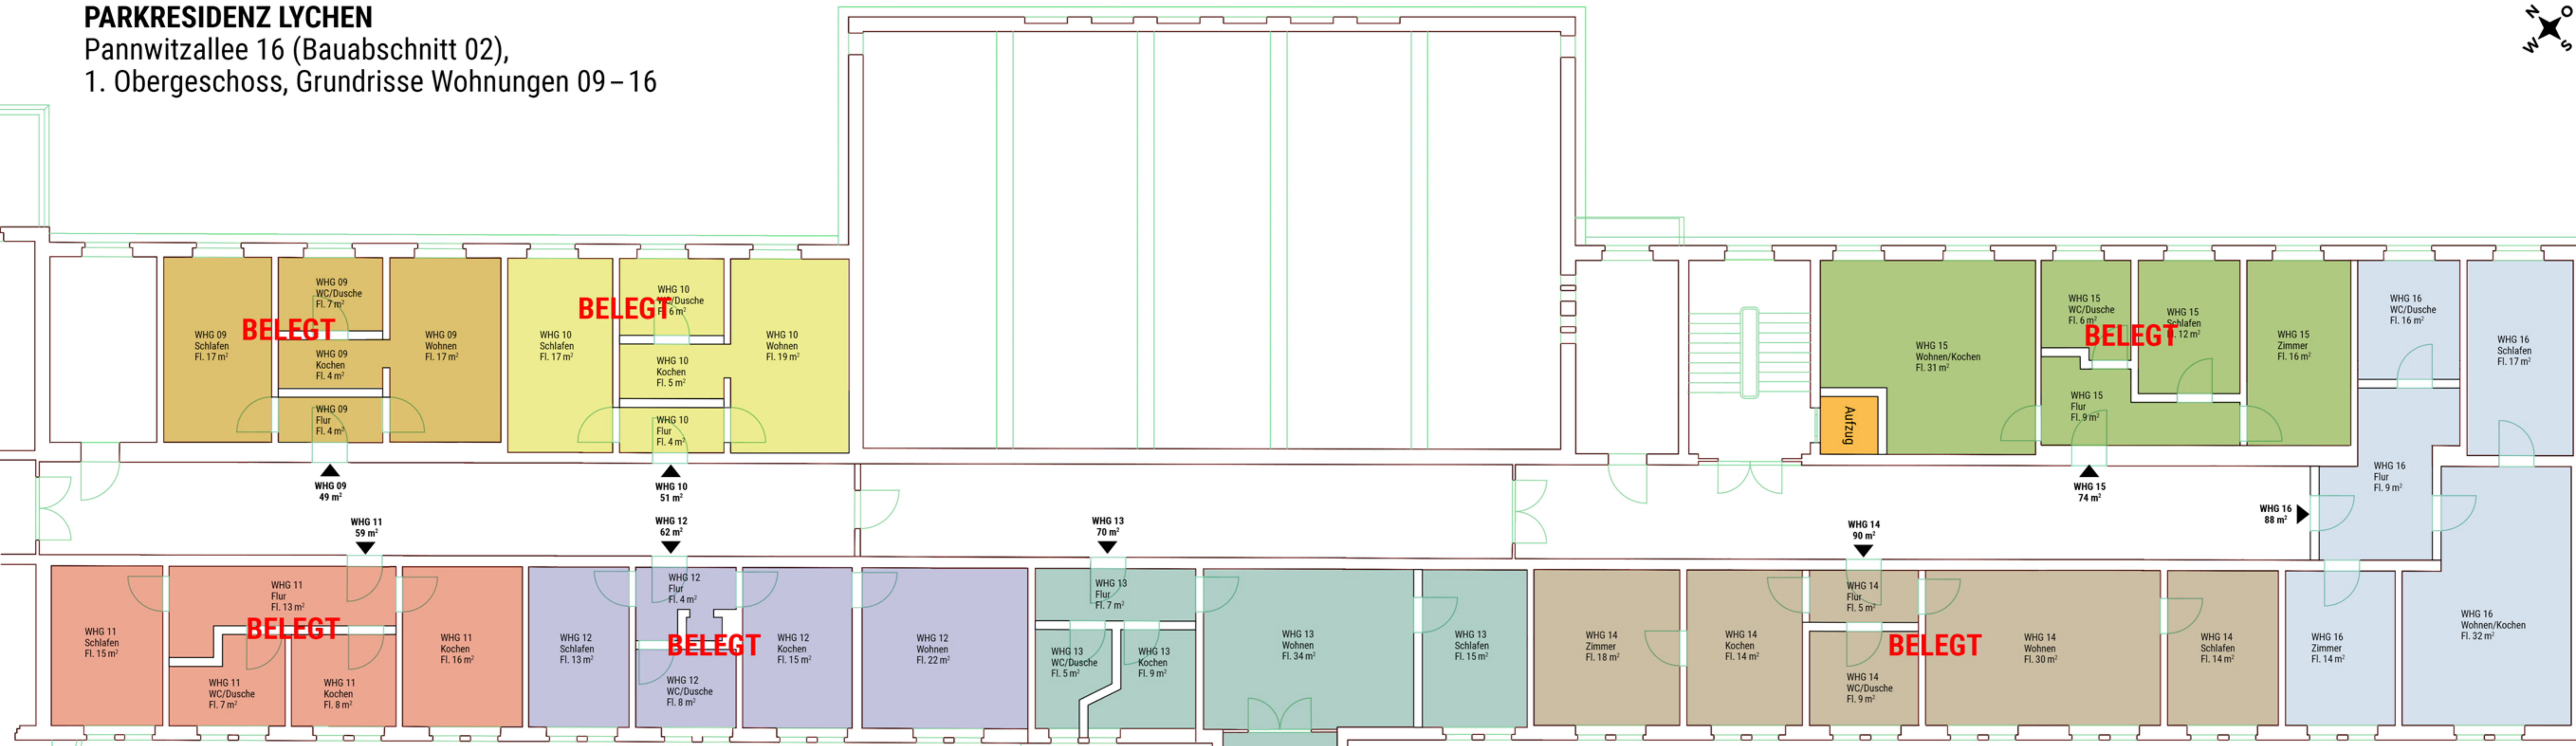 PARKRESIDENZ LYCHEN
Pannwitzallee 16 (Bauabschnitt 02),
1. Obergeschoss, Grundrisse Wohnungen 09–16
N
O
W
S
WHG 09
Schlafen
Fl. 17 m²
WHG 09
WC/Dusche
Fl. 7 m²
WHG 09
Kochen
Fl. 4 m²
WHG 09
Flur
Fl. 4 m²
WHG 09
Wohnen
Fl. 17 m²
BELEGT
WHG 10
Schlafen
Fl. 17 m²
WHG 10
WC/Dusche
Fl. 6 m²
WHG 10
Kochen
Fl. 5 m²
WHG 10
Flur
Fl. 4 m²
WHG 10
Wohnen
Fl. 19 m²
BELEGT
Aufzug
WHG 15
Wohnen/Kochen
Fl. 31 m²
WHG 15
WC/Dusche
Fl. 6 m²
WHG 15
Schlafen
Fl. 12 m²
WHG 15
Flur
Fl. 9 m²
WHG 15
Zimmer
Fl. 16 m²
BELEGT
WHG 16
WC/Dusche
Fl. 16 m²
WHG 16
Schlafen
Fl. 17 m²
WHG 16
Flur
Fl. 9 m²
WHG 09
49 m²
WHG 10
51 m²
WHG 11
59 m²
WHG 12
62 m²
WHG 13
70 m²
WHG 14
90 m²
WHG 15
74 m²
WHG 16
88 m²
WHG 11
Schlafen
Fl. 15 m²
WHG 11
Flur
Fl. 13 m²
WHG 11
WC/Dusche
Fl. 7 m²
WHG 11
Kochen
Fl. 8 m²
WHG 11
Kochen
Fl. 16 m²
BELEGT
WHG 12
Schlafen
Fl. 13 m²
WHG 12
Flur
Fl. 4 m²
WHG 12
WC/Dusche
Fl. 8 m²
WHG 12
Kochen
Fl. 15 m²
WHG 12
Wohnen
Fl. 22 m²
BELEGT
WHG 13
Flur
Fl. 7 m²
WHG 13
WC/Dusche
Fl. 5 m²
WHG 13
Kochen
Fl. 9 m²
WHG 13
Wohnen
Fl. 34 m²
WHG 13
Schlafen
Fl. 15 m²
WHG 14
Zimmer
Fl. 18 m²
WHG 14
Kochen
Fl. 14 m²
WHG 14
Flur
Fl. 5 m²
WHG 14
WC/Dusche
Fl. 9 m²
WHG 14
Wohnen
Fl. 30 m²
WHG 14
Schlafen
Fl. 14 m²
BELEGT
WHG 16
Zimmer
Fl. 14 m²
WHG 16
Wohnen/Kochen
Fl. 32 m²